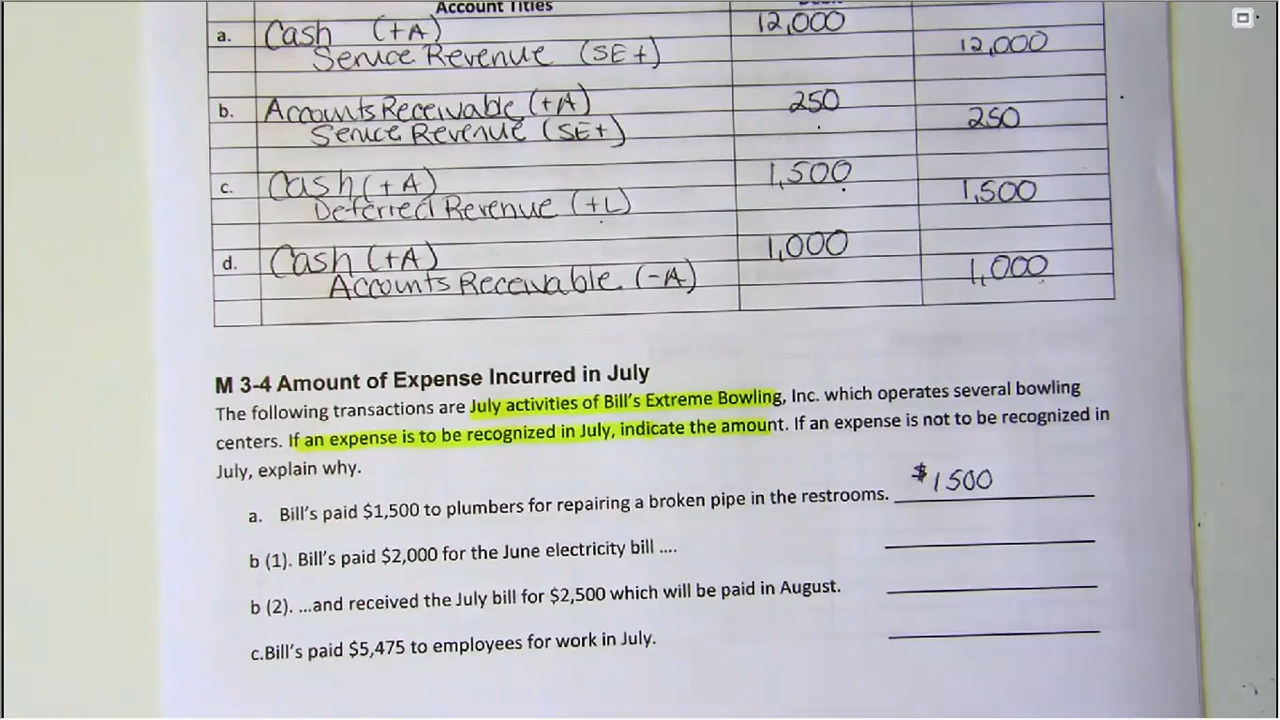 Account Titles
a. Cash (+A) 12,000
Service Revenue (SE+) 12,000
b. Accounts Receivable (+A) 250
Service Revenue (SE+) 250
c. Cash (+A) 1,500
Deferred Revenue (+L) 1,500
d. Cash (+A) 1,000
Accounts Receivable (-A) 1,000
M 3-4 Amount of Expense Incurred in July
The following transactions are July activities of Bill's Extreme Bowling, Inc. which operates several bowling
centers. If an expense is to be recognized in July, indicate the amount. If an expense is not to be recognized in
July, explain why.
a. Bill's paid $1,500 to plumbers for repairing a broken pipe in the restrooms. $1500
b (1). Bill's paid $2,000 for the June electricity bill ....
b (2). ...and received the July bill for $2,500 which will be paid in August.
c.Bill's paid $5,475 to employees for work in July.